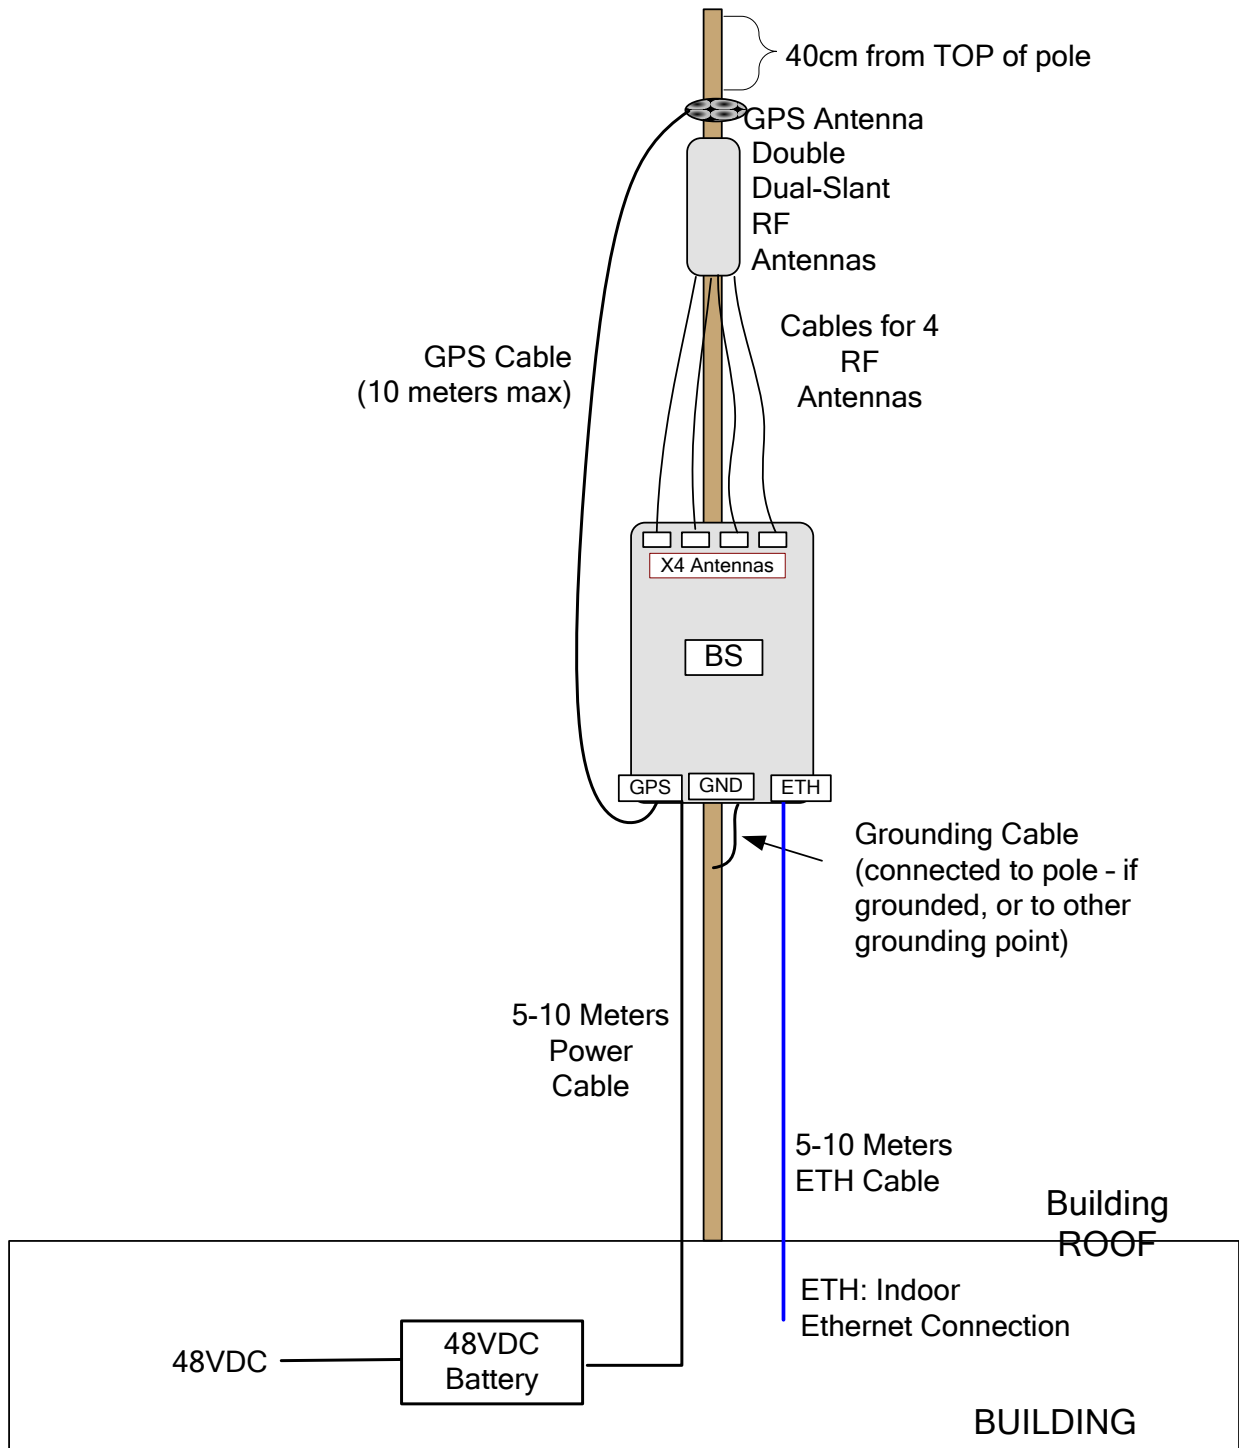 40cm from TOP of pole
GPS Antenna
Double
Dual-Slant
RF
Antennas
Cables for 4
RF
Antennas
GPS Cable
(10 meters max)
X4 Antennas
BS
GPS
GND
ETH
Grounding Cable
(connected to pole - if
grounded, or to other
grounding point)
5-10 Meters
Power
Cable
5-10 Meters
ETH Cable
Building
ROOF
ETH: Indoor
Ethernet Connection
48VDC
48VDC
Battery
BUILDING